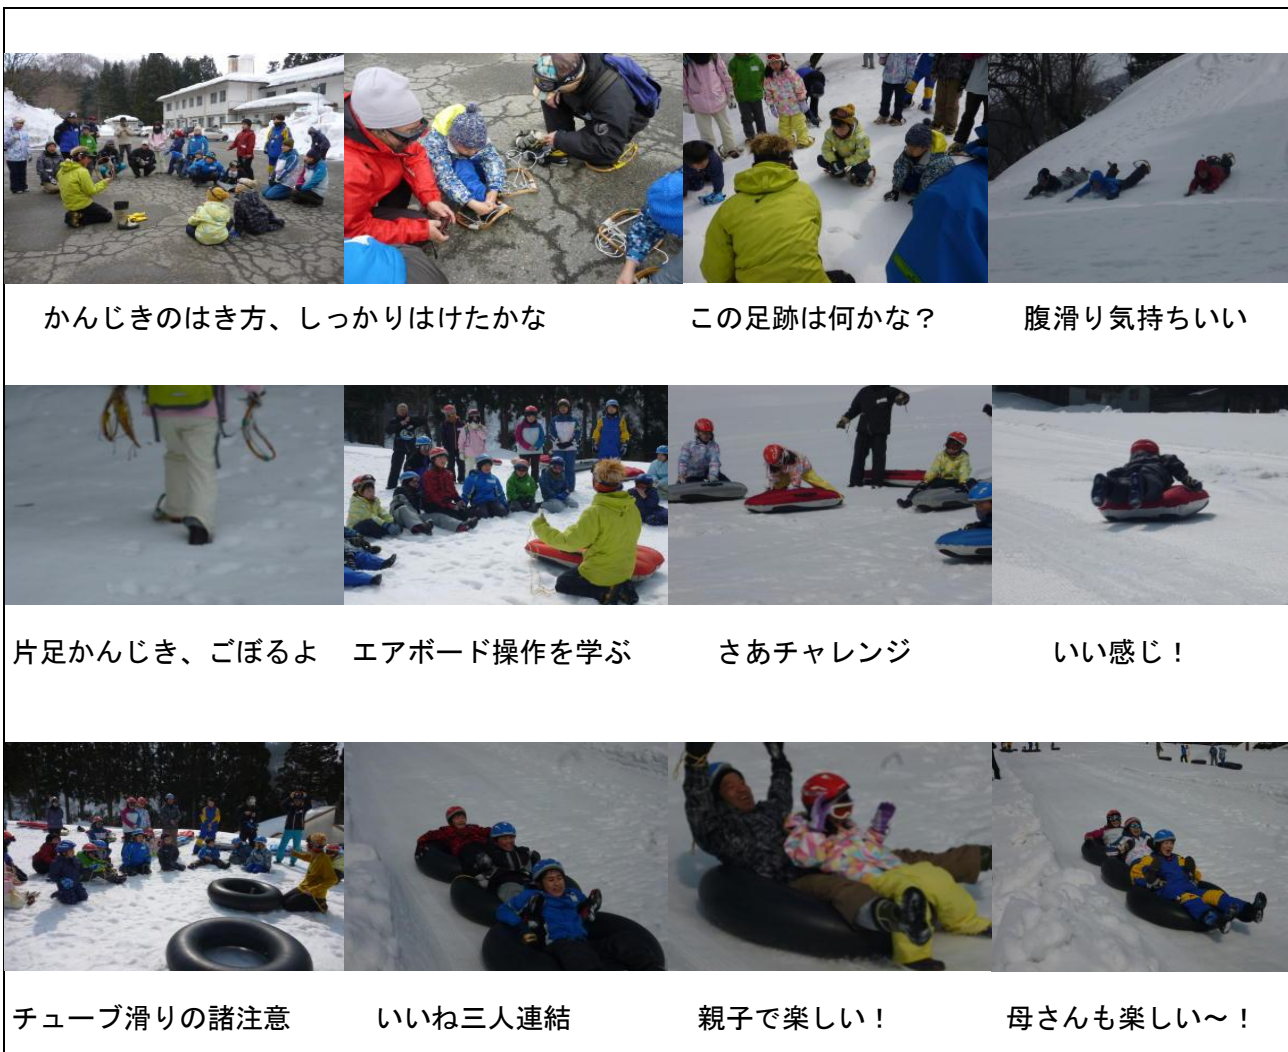 かんじきのはき方、しっかりはけたかな
この足跡は何かな？
腹滑り気持ちいい
片足かんじき、ごぼるよ
エアボード操作を学ぶ
さあチャレンジ
いい感じ！
チューブ滑りの諸注意
いいね三人連結
親子で楽しい！
母さんも楽しい～！